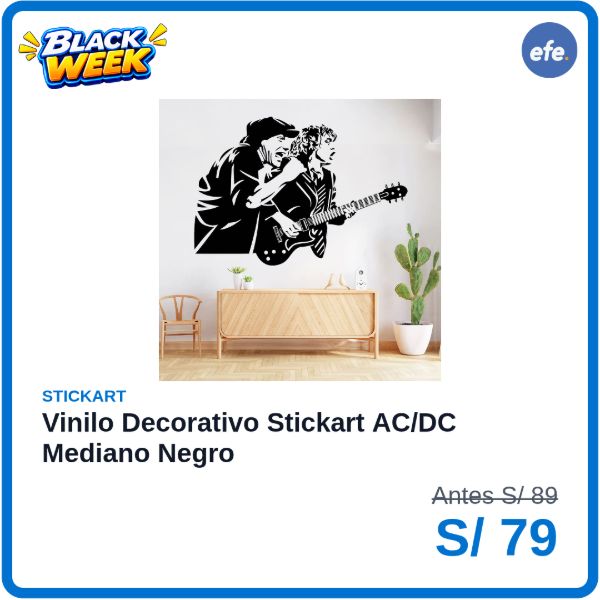 BLACK
WEEK
efe.
STICKART
Vinilo Decorativo Stickart AC/DC
Mediano Negro
Antes S/ 89
S/ 79